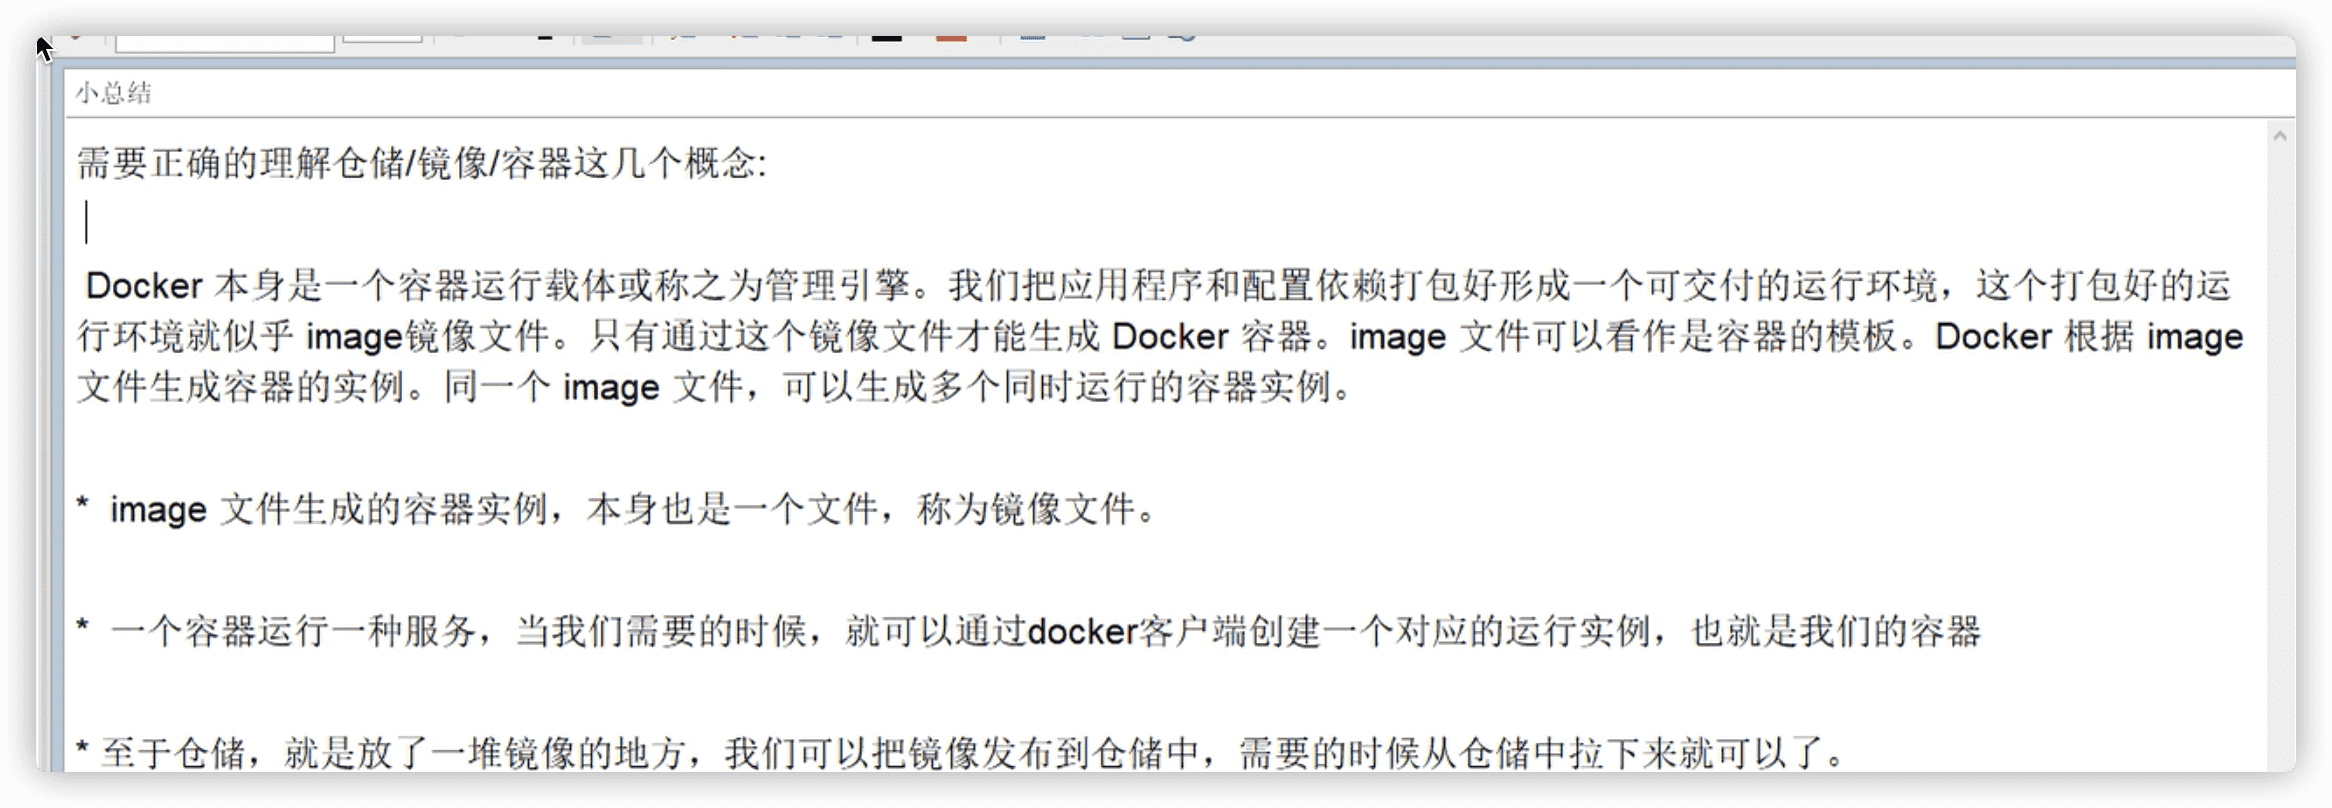 小总结
需要正确的理解仓储/镜像/容器这几个概念:
Docker 本身是一个容器运行载体或称之为管理引擎。我们把应用程序和配置依赖打包好形成一个可交付的运行环境，这个打包好的运
行环境就似乎 image镜像文件。只有通过这个镜像文件才能生成 Docker 容器。image 文件可以看作是容器的模板。Docker 根据 image
文件生成容器的实例。同一个 image 文件，可以生成多个同时运行的容器实例。
* image 文件生成的容器实例，本身也是一个文件，称为镜像文件。
* 一个容器运行一种服务，当我们需要的时候，就可以通过docker客户端创建一个对应的运行实例，也就是我们的容器
* 至于仓储，就是放了一堆镜像的地方，我们可以把镜像发布到仓储中，需要的时候从仓储中拉下来就可以了。